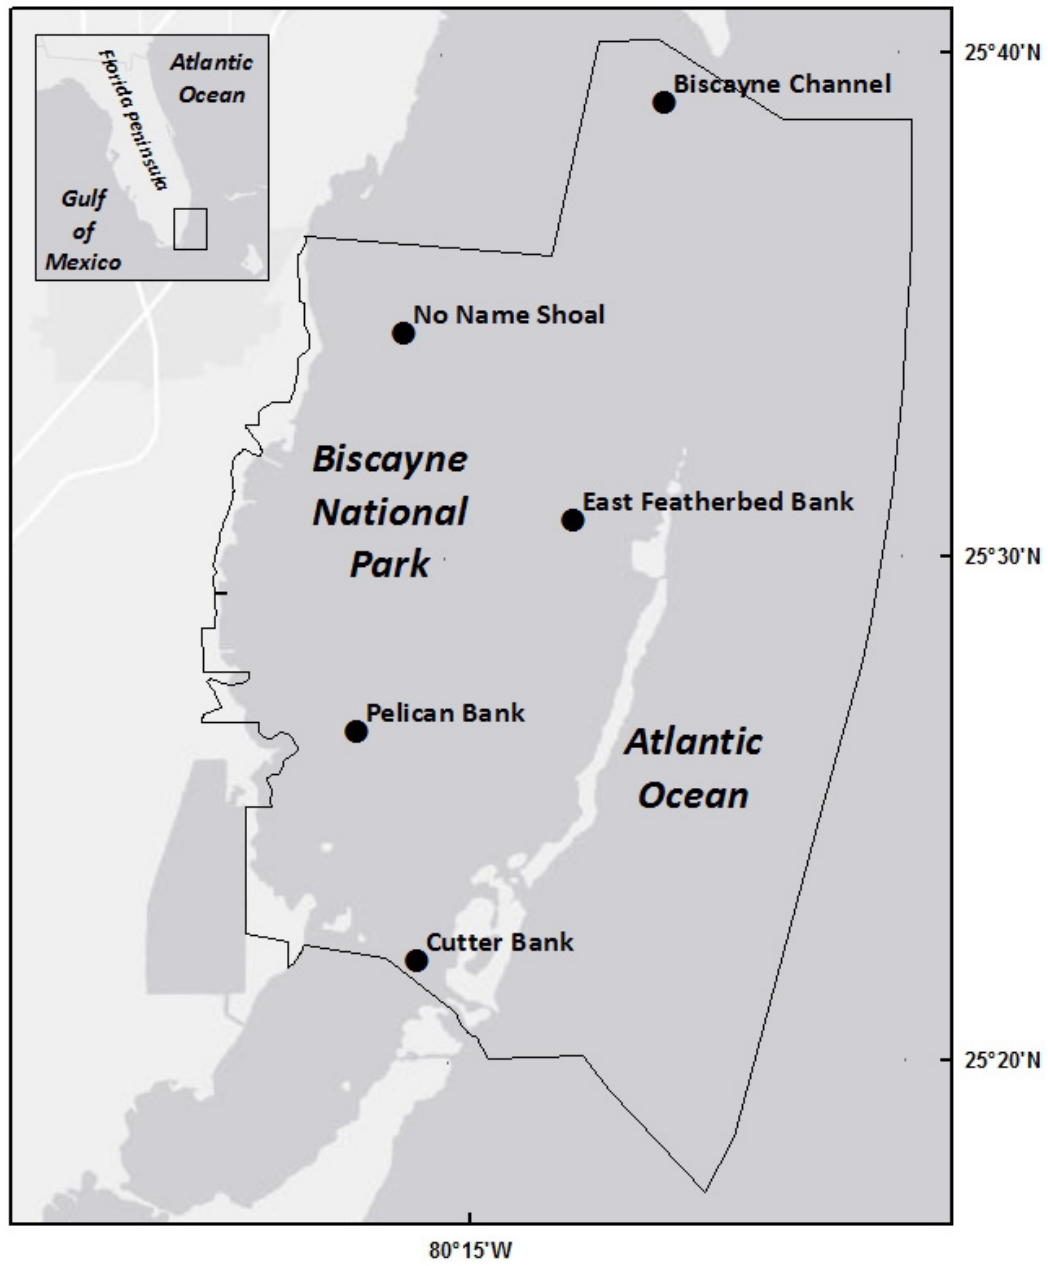 Florida Peninsula
Atlantic
Ocean
Gulf
of
Mexico
25°40'N
Biscayne Channel
No Name Shoal
Biscayne
National
Park
East Featherbed Bank
25°30'N
Pelican Bank
Atlantic
Ocean
Cutter Bank
25°20'N
80°15'W